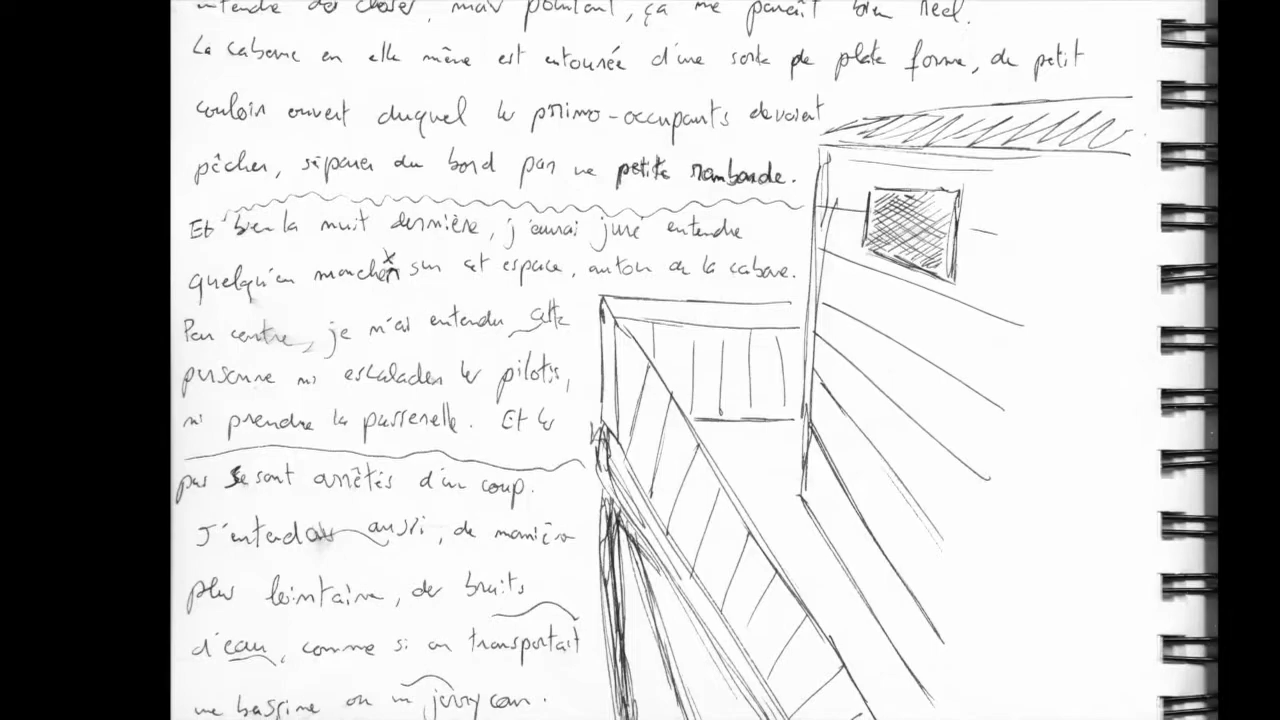 entendre des choses, mais pourtant, ça me paraît bien réel.
La cabane en elle même est entourée d'une sorte de plate forme, de petit
couloir ouvert duquel les primo-occupants devaient
pêcher, séparer du bord par une petite rambarde.
Et bien la nuit dernière, j'aurai juré entendre
quelqu'un marcher sur cet espace, autour de la cabane.
Par contre, je n'ai entendu cette
personne ni escalader les pilotis,
ni prendre la passerelle. Et les
pas se sont arrêtés d'un coup.
J'entendais aussi, de manière
plus lointaine, des bruits
d'eau, comme si on transportait
une bassine ou un jerrycan.